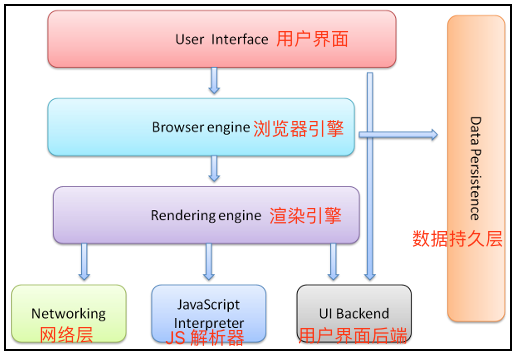 User Interface 用户界面
Browser engine 浏览器引擎
Rendering engine 渲染引擎
Data Persistence
数据持久层
Networking
网络层
JavaScript
Interpreter
JS 解析器
UI Backend
用户界面后端